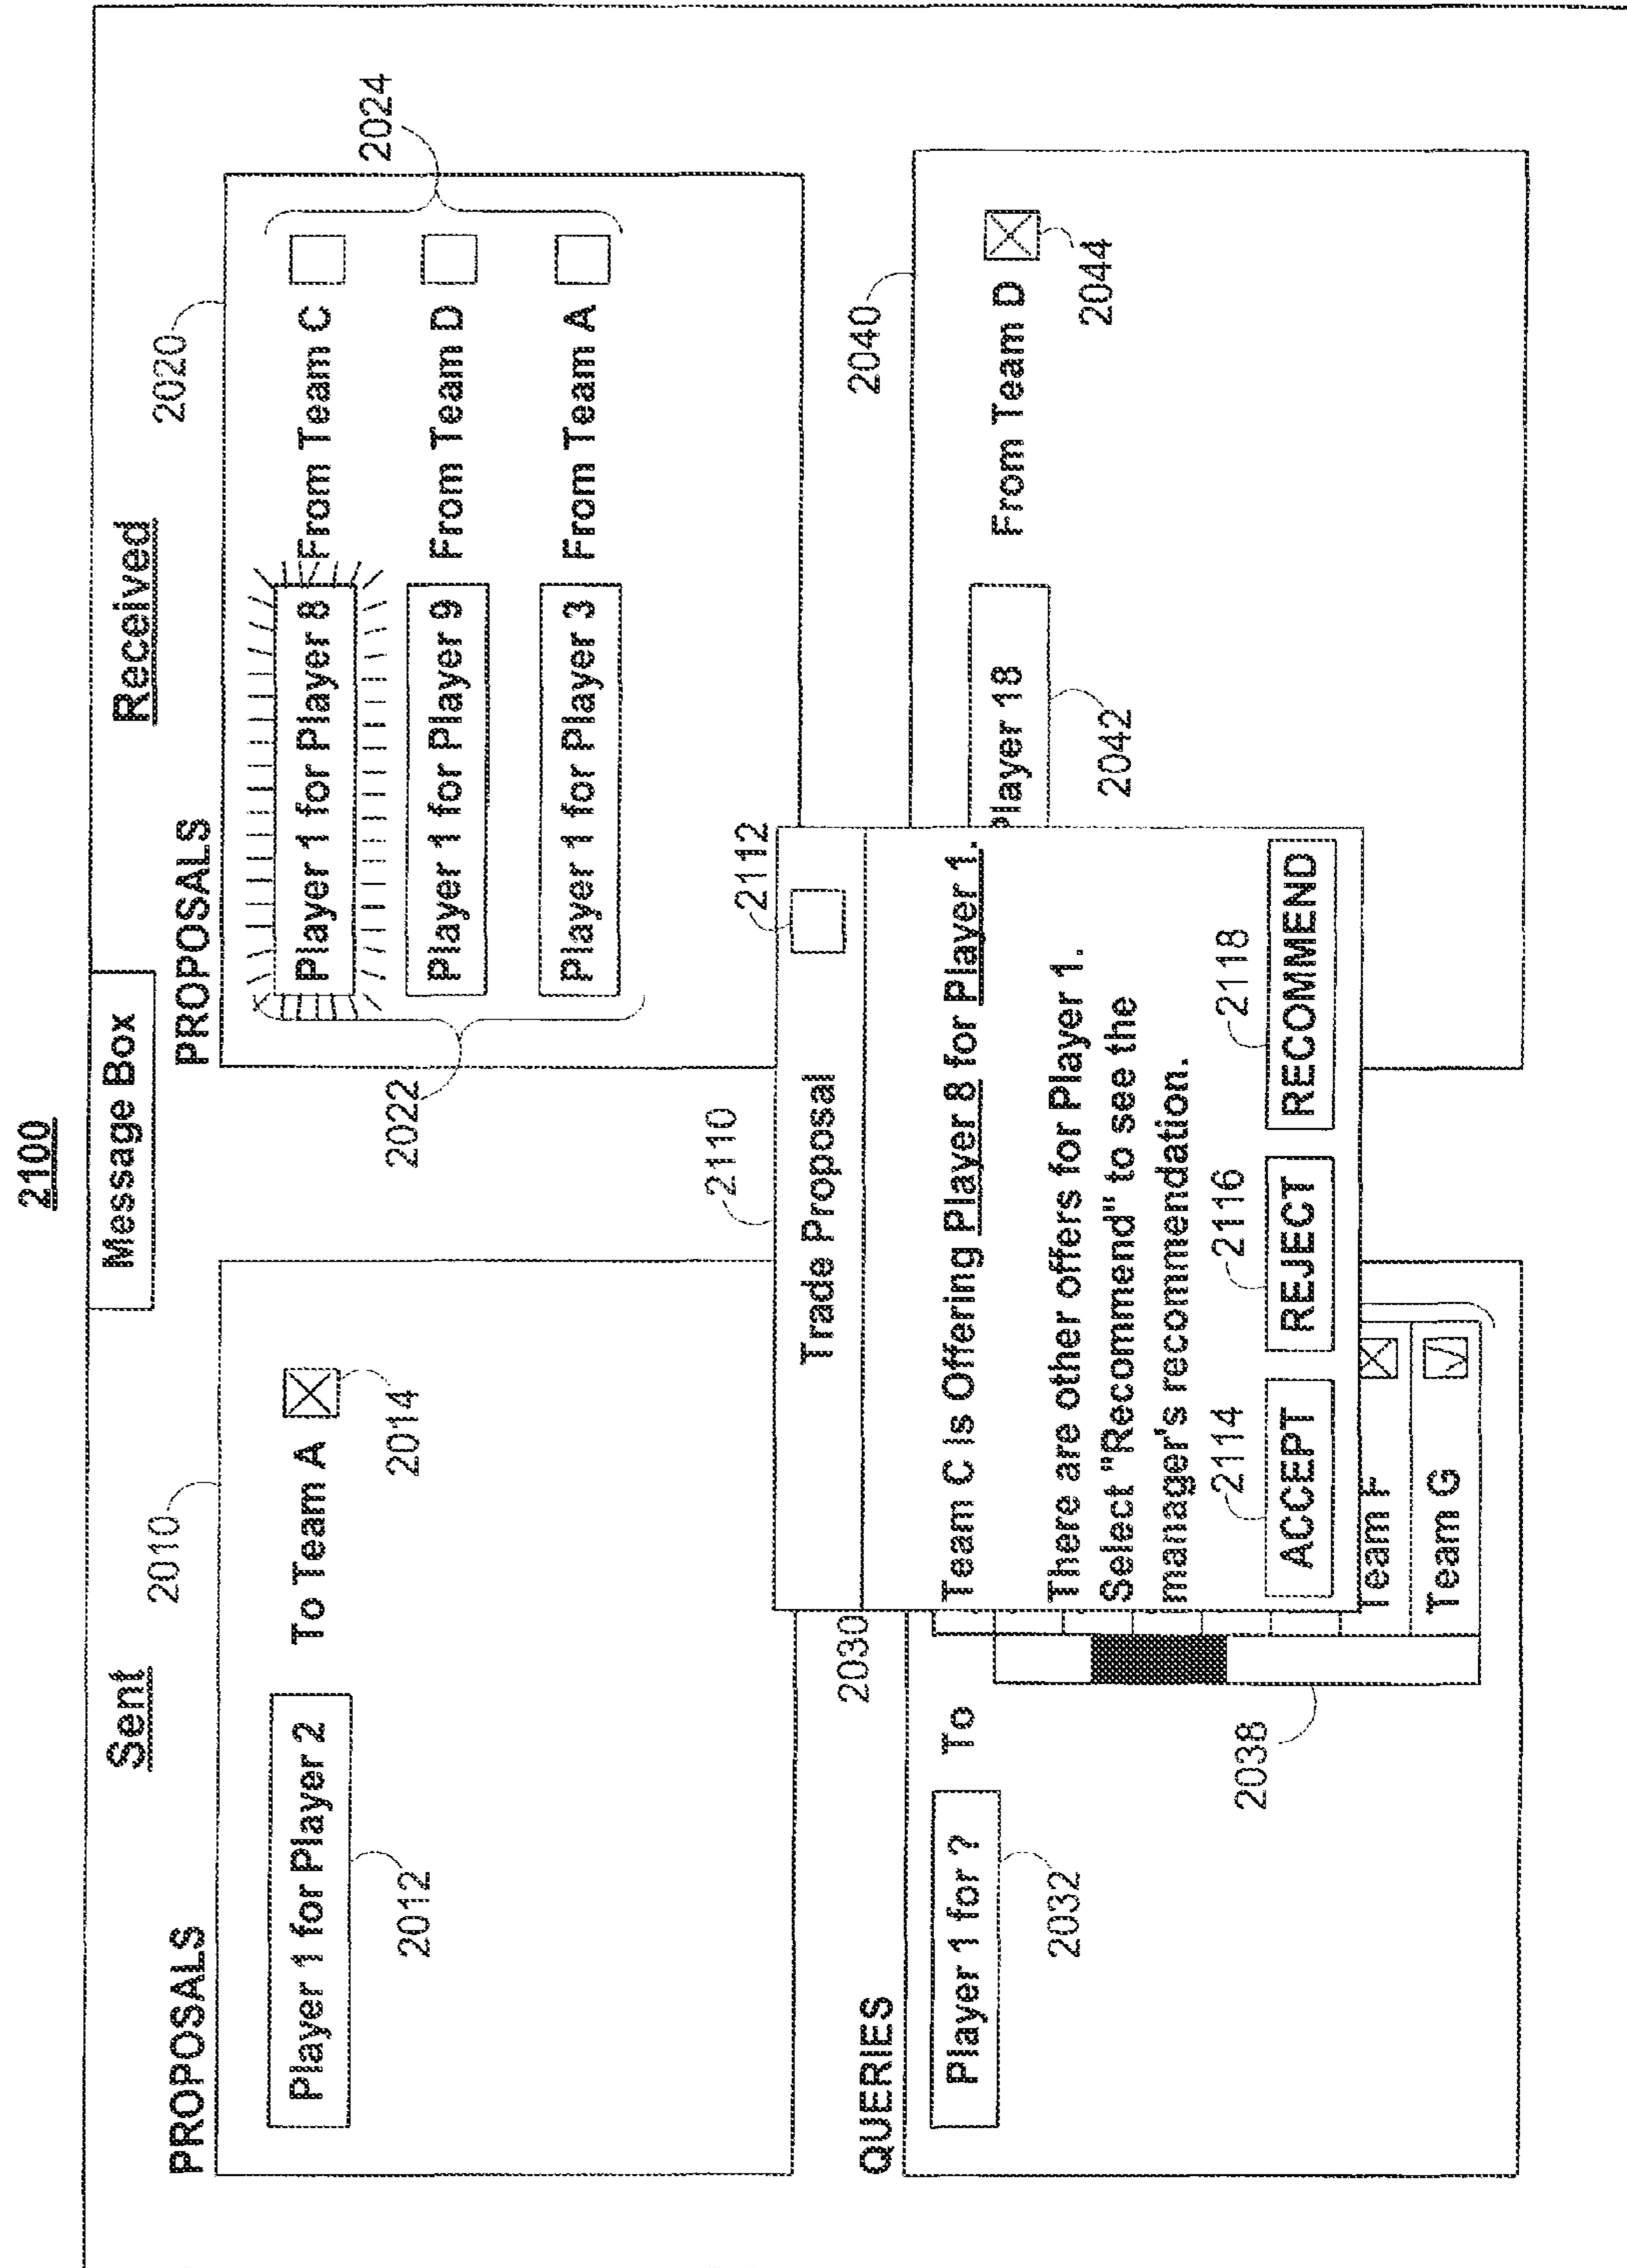 2100
Message Box
Sent
Received
PROPOSALS
2010
Player 1 for Player 2
To Team A
2012
2014
PROPOSALS
2020
Player 1 for Player 8
From Team C
Player 1 for Player 9
From Team D
Player 1 for Player 3
From Team A
2022
2024
QUERIES
2030
Player 1 for ?
To
2032
2038
Team F
Team G
2040
Player 18
From Team D
2042
2044
2110
2112
Trade Proposal
Team C is Offering Player 8 for Player 1.
There are other offers for Player 1.
Select "Recommend" to see the
manager's recommendation.
2114
2116
2118
ACCEPT
REJECT
RECOMMEND